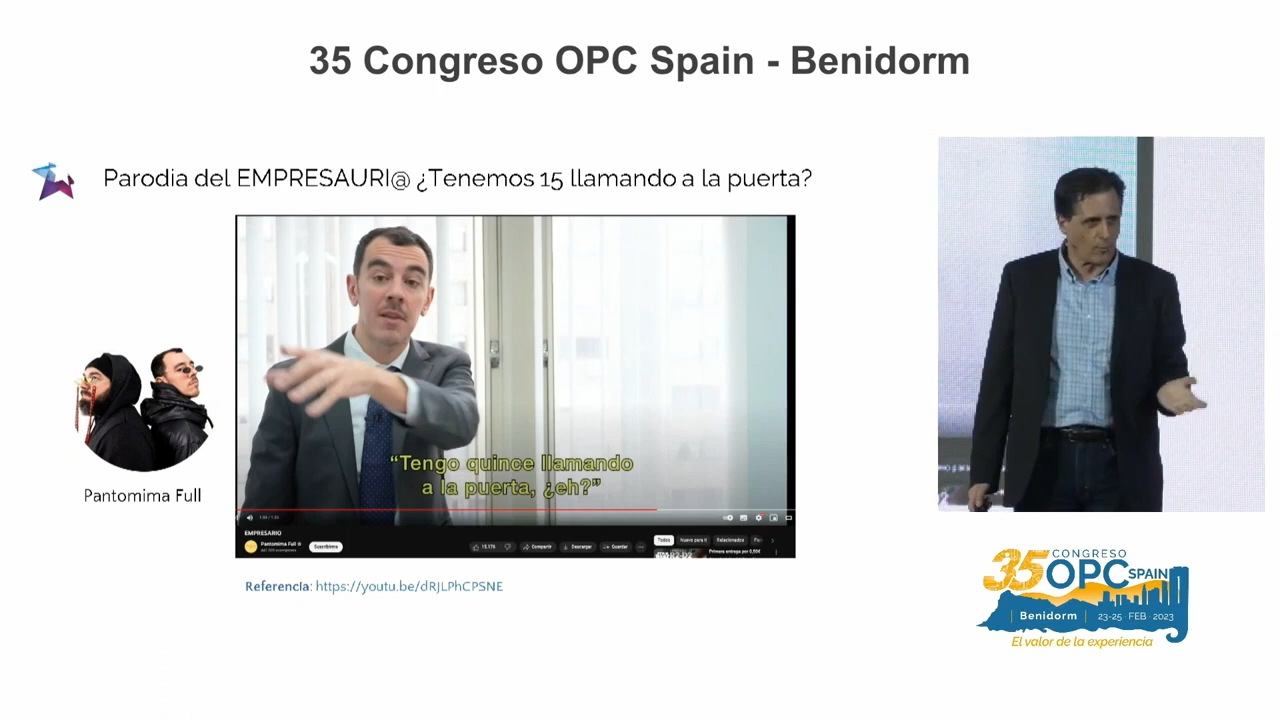 35 Congreso OPC Spain - Benidorm
Parodia del EMPRESAURI@ ¿Tenemos 15 llamando a la puerta?
“Tengo quince llamando
a la puerta, ¿eh?”
EMPRESARIO
Pantomima Full
Suscribirme
Compartir
Descargar
Guardar
Todos
Relacionados
Pantomima Full
Referencia: https://youtu.be/dRJLPhCPSNE
35 CONGRESO
OPC SPAIN
Benidorm | 23-25 · FEB · 2023
El valor de la experiencia